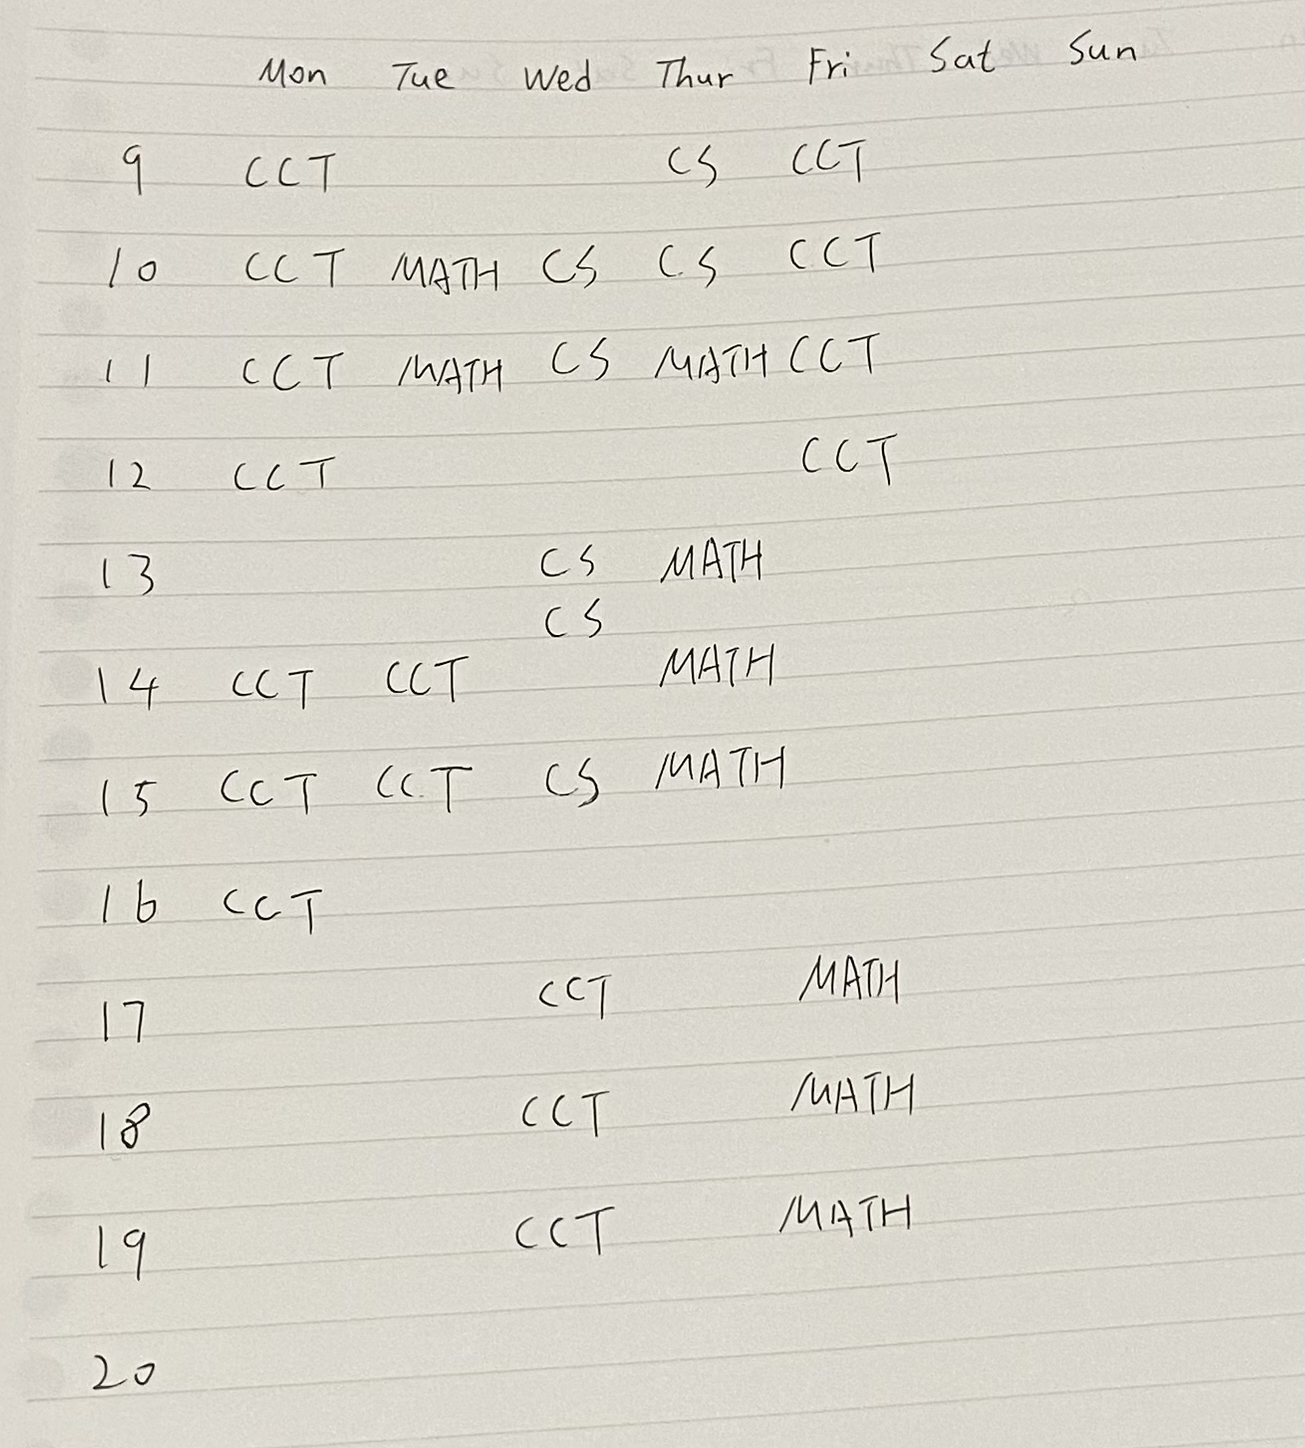 Mon Tue Wed Thur Fri Sat Sun
9 CCT CS CCT
10 CCT MATH CS CS CCT
11 CCT MATH CS MATH CCT
12 CCT CCT
13 CS MATH
CS
14 CCT CCT MATH
15 CCT CCT CS MATH
16 CCT
17 CCT MATH
18 CCT MATH
19 CCT MATH
20